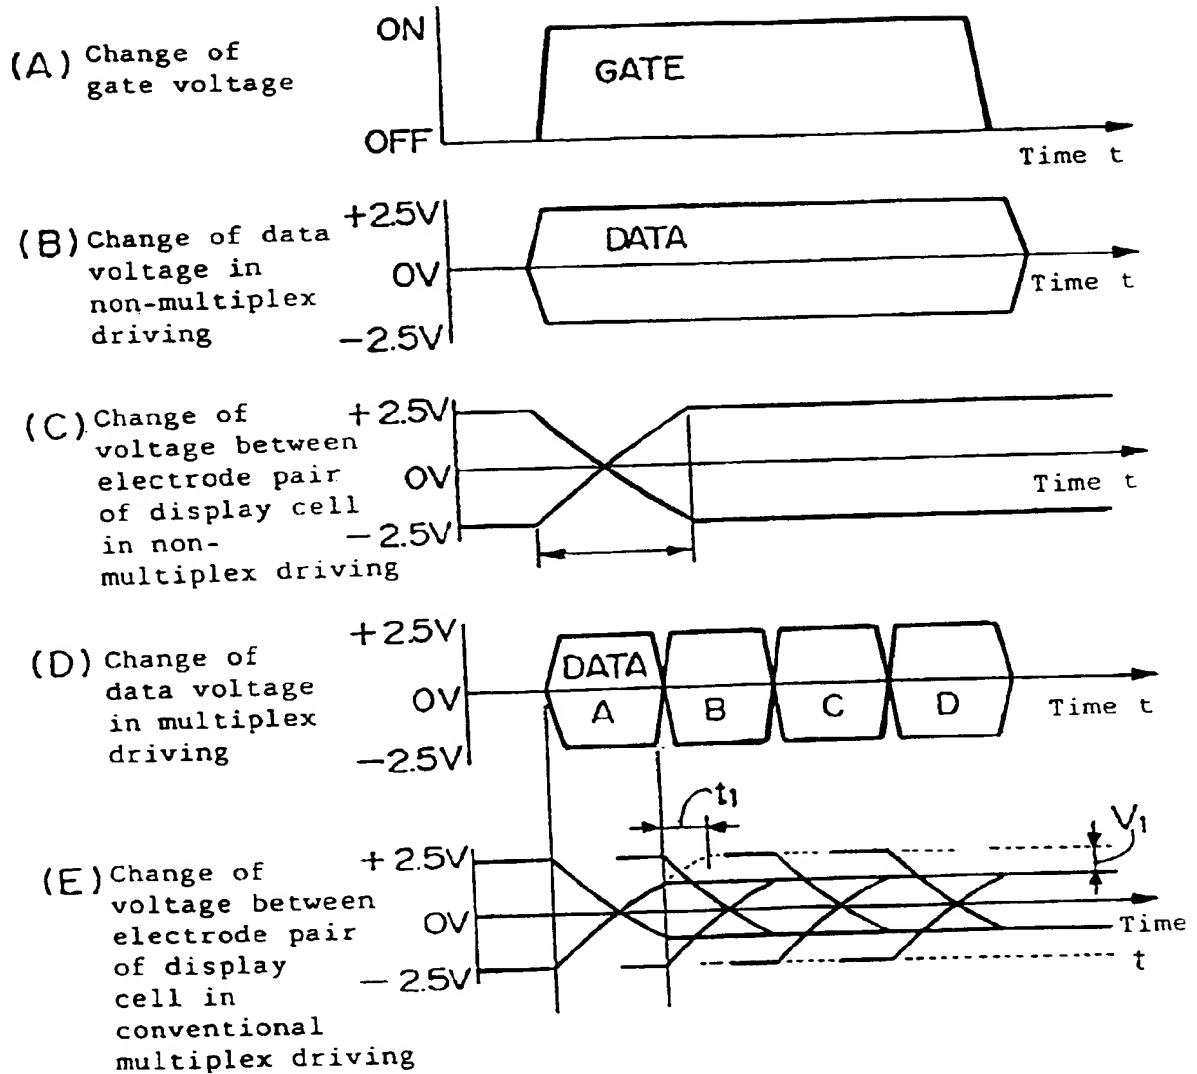 (A) Change of
gate voltage
ON
GATE
OFF
Time t
(B) Change of data
voltage in
non-multiplex
driving
+2.5V
DATA
0V
Time t
−2.5V
(C) Change of
voltage between
electrode pair
of display cell
in non-
multiplex driving
+2.5V
0V
Time t
−2.5V
(D) Change of
data voltage
in multiplex
driving
+2.5V
DATA
0V
A B C D
Time t
−2.5V
t1
V1
(E) Change of
voltage between
electrode pair
of display
cell in
conventional
multiplex driving
+2.5V
0V
Time
t
−2.5V